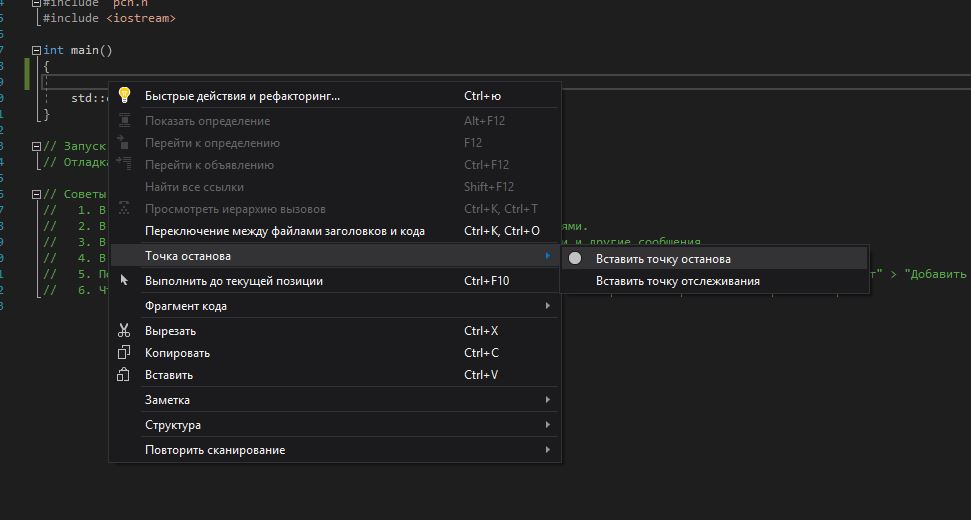 #include "pch.h"
#include <iostream>
int main()
{
std::
}
// Запуск
// Отладка
// Советы
// 1. В
// 2. В ями.
// 3. В и и другие сообщения
// 4. В
// 5. По т" > "Добавить
// 6. Чт
Быстрые действия и рефакторинг... Ctrl+ю
Показать определение Alt+F12
Перейти к определению F12
Перейти к объявлению Ctrl+F12
Найти все ссылки Shift+F12
Просмотреть иерархию вызовов Ctrl+K, Ctrl+T
Переключение между файлами заголовков и кода Ctrl+K, Ctrl+O
Точка останова
Выполнить до текущей позиции Ctrl+F10
Фрагмент кода
Вырезать Ctrl+X
Копировать Ctrl+C
Вставить Ctrl+V
Заметка
Структура
Повторить сканирование
Вставить точку останова
Вставить точку отслеживания